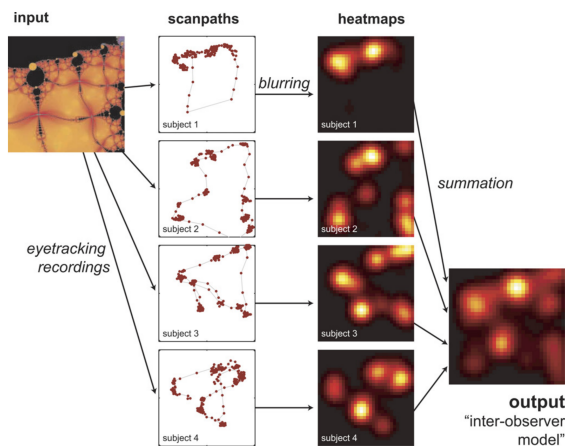 input
scanpaths
heatmaps
blurring
subject 1
subject 1
summation
subject 2
subject 2
eyetracking
recordings
subject 3
subject 3
subject 4
subject 4
output
"inter-observer
model"